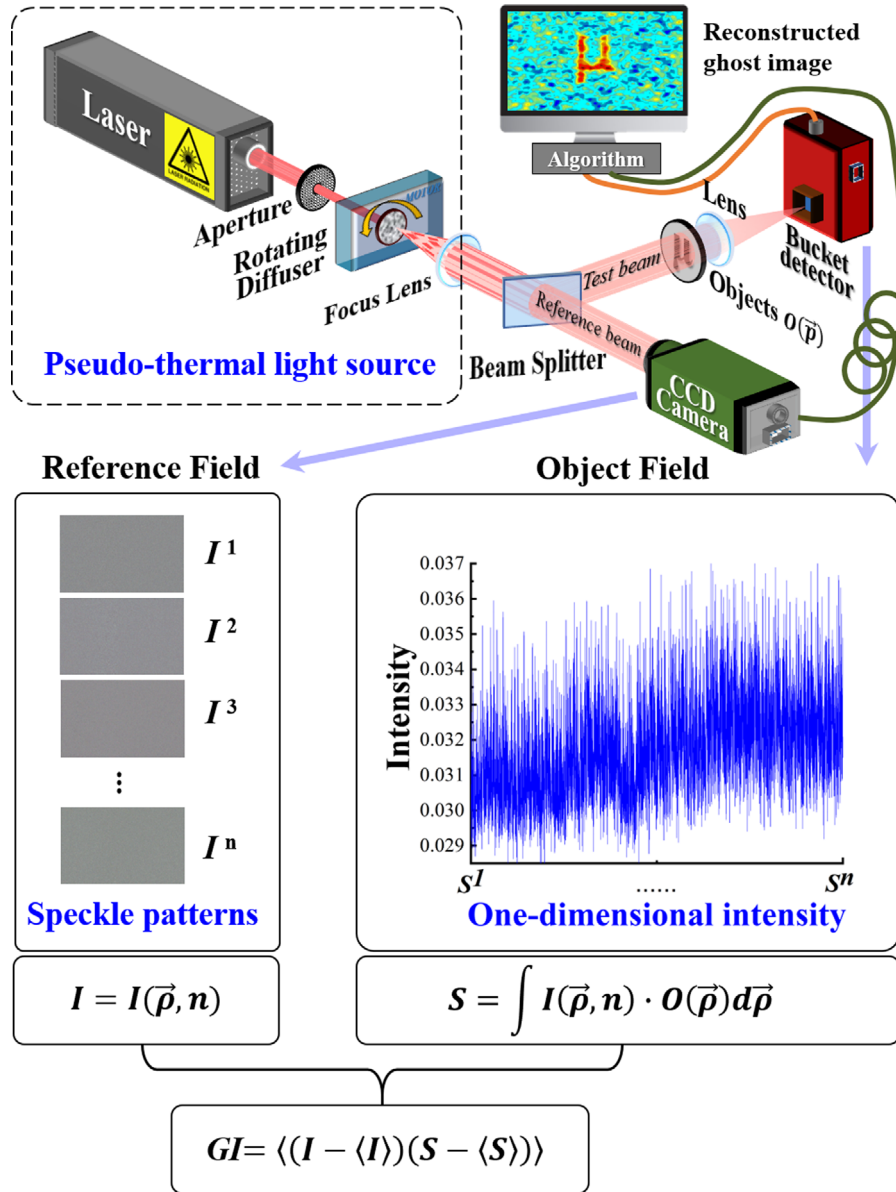 Reconstructed
ghost image
Laser
LASER RADIATION
Algorithm
Aperture
MOTOR
Rotating
Diffuser
Focus Lens
Lens
Test beam
Bucket
detector
Objects O(ρ⃗)
Reference beam
Beam Splitter
Pseudo-thermal light source
CCD
Camera
Reference Field
Object Field
I¹
I²
I³
⋮
Iⁿ
Speckle patterns
0.037
0.036
0.035
0.034
0.033
0.032
0.031
0.030
0.029
Intensity
S¹ ...... Sⁿ
One-dimensional intensity
I = I(ρ⃗, n)
S = ∫ I(ρ⃗, n) · O(ρ⃗)dρ⃗
GI= ⟨(I − ⟨I⟩)(S − ⟨S⟩)⟩